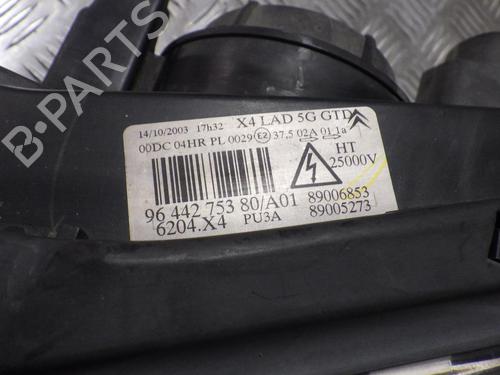 14/10/2003 17h32 X4 LAD 5G GTD
00DC 04HR PL 0029 E2 37,5 02A 01 1a
HT
25000V
96 442 753 80/A01 89006853
6204.X4 PU3A 89005273
B-PARTS